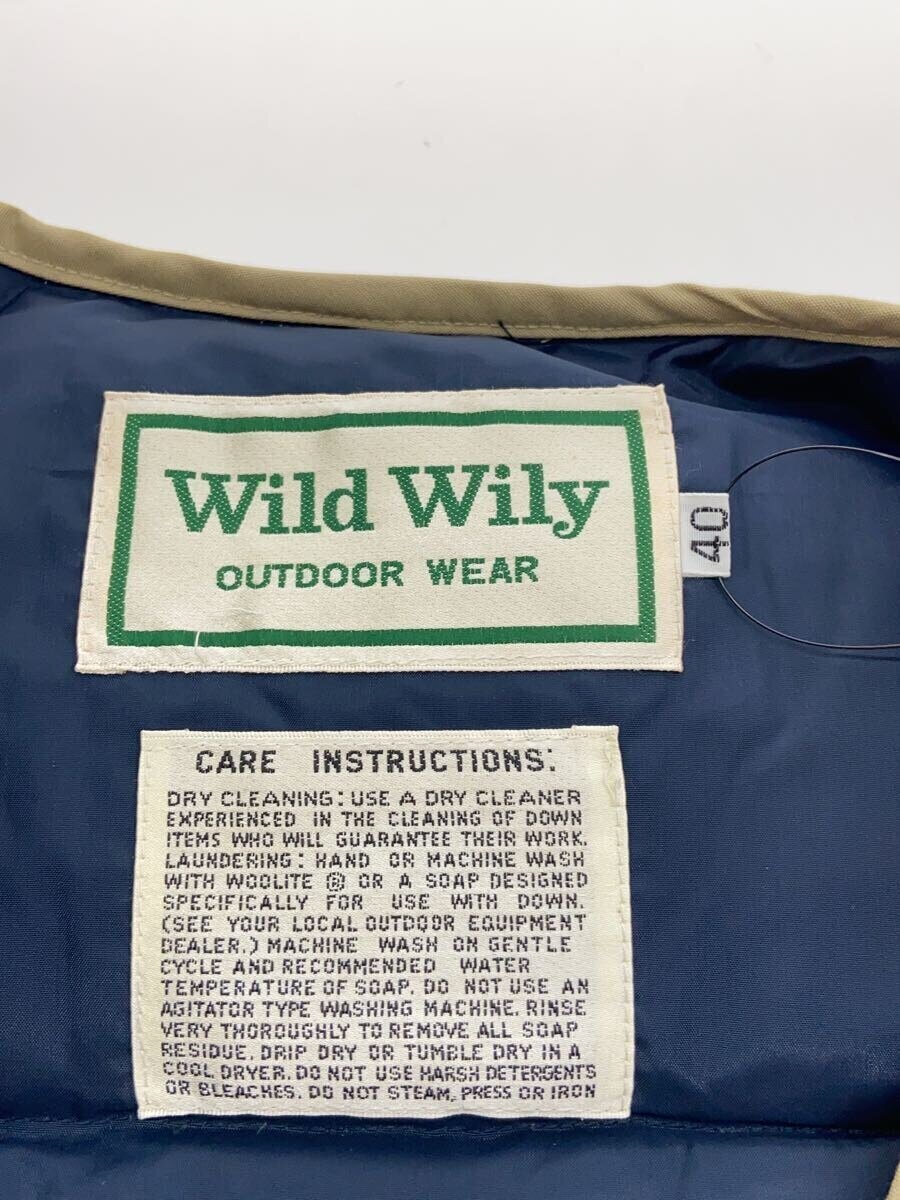 Wild Wily
OUTDOOR WEAR
40
CARE INSTRUCTIONS:
DRY CLEANING: USE A DRY CLEANER
EXPERIENCED IN THE CLEANING OF DOWN
ITEMS WHO WILL GUARANTEE THEIR WORK.
LAUNDERING: HAND OR MACHINE WASH
WITH WOOLITE ® OR A SOAP DESIGNED
SPECIFICALLY FOR USE WITH DOWN.
(SEE YOUR LOCAL OUTDOOR EQUIPMENT
DEALER.) MACHINE WASH ON GENTLE
CYCLE AND RECOMMENDED WATER
TEMPERATURE OF SOAP. DO NOT USE AN
AGITATOR TYPE WASHING MACHINE. RINSE
VERY THOROUGHLY TO REMOVE ALL SOAP
RESIDUE. DRIP DRY OR TUMBLE DRY IN A
COOL DRYER. DO NOT USE HARSH DETERGENTS
OR BLEACHES. DO NOT STEAM, PRESS OR IRON